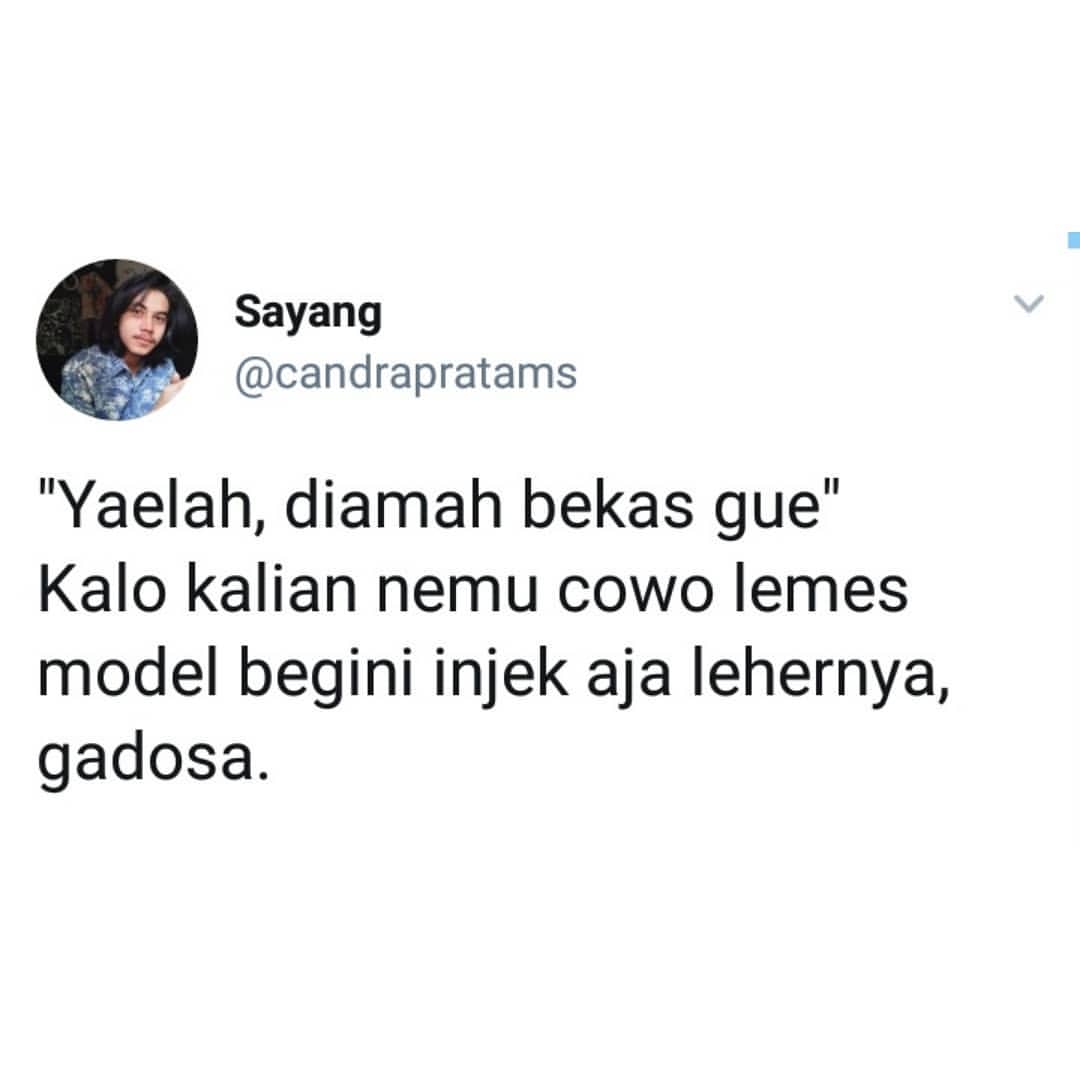 Sayang
@candrapratams
"Yaelah, diamah bekas gue"
Kalo kalian nemu cowo lemes
model begini injek aja lehernya,
gadosa.